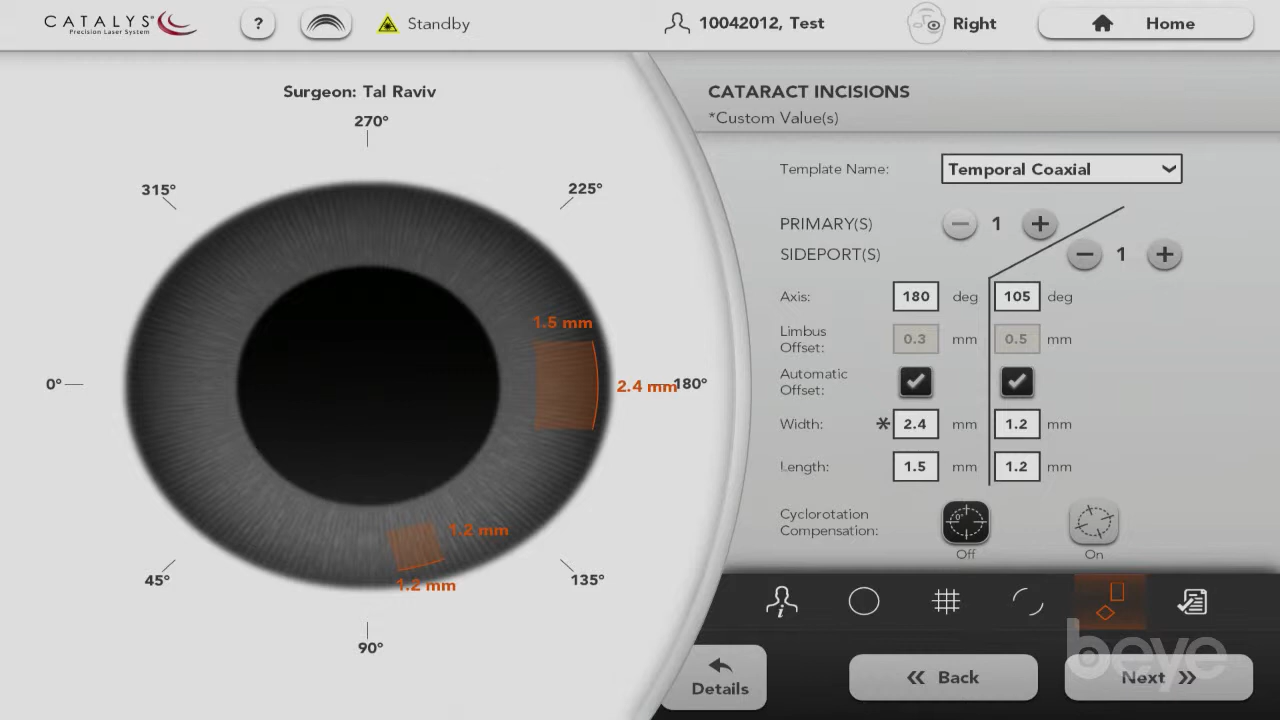 CATALYS
Precision Laser System
?
Standby
10042012, Test
Right
Home
Surgeon: Tal Raviv
270°
315°
225°
0°
180°
45°
135°
90°
1.5 mm
2.4 mm
1.2 mm
1.2 mm
CATARACT INCISIONS
*Custom Value(s)
Template Name: Temporal Coaxial
PRIMARY(S) 1
SIDEPORT(S) 1
Axis: 180 deg 105 deg
Limbus Offset: 0.3 mm 0.5 mm
Automatic Offset:
Width: * 2.4 mm 1.2 mm
Length: 1.5 mm 1.2 mm
Cyclorotation Compensation:
Off On
Details
Back
Next
beye